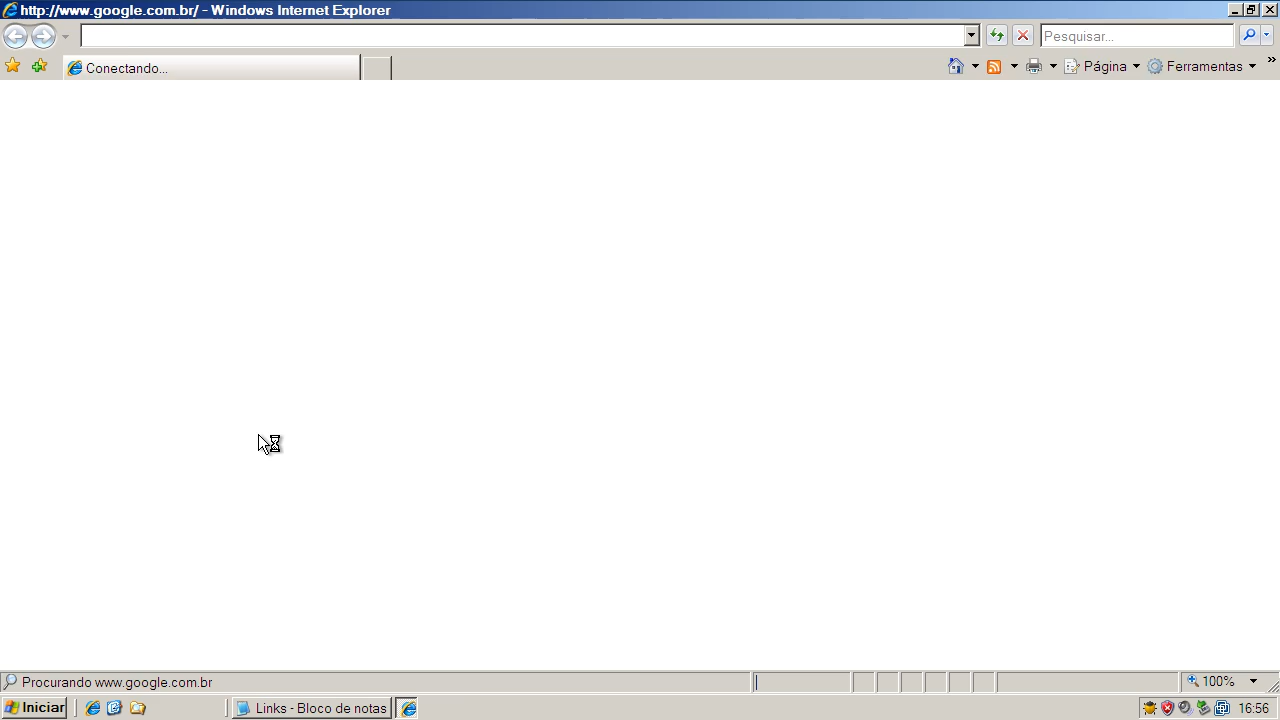 http://www.google.com.br/ - Windows Internet Explorer
Pesquisar...
Conectando...
Página
Ferramentas
»
Procurando www.google.com.br
100%
Iniciar
Links - Bloco de notas
16:56